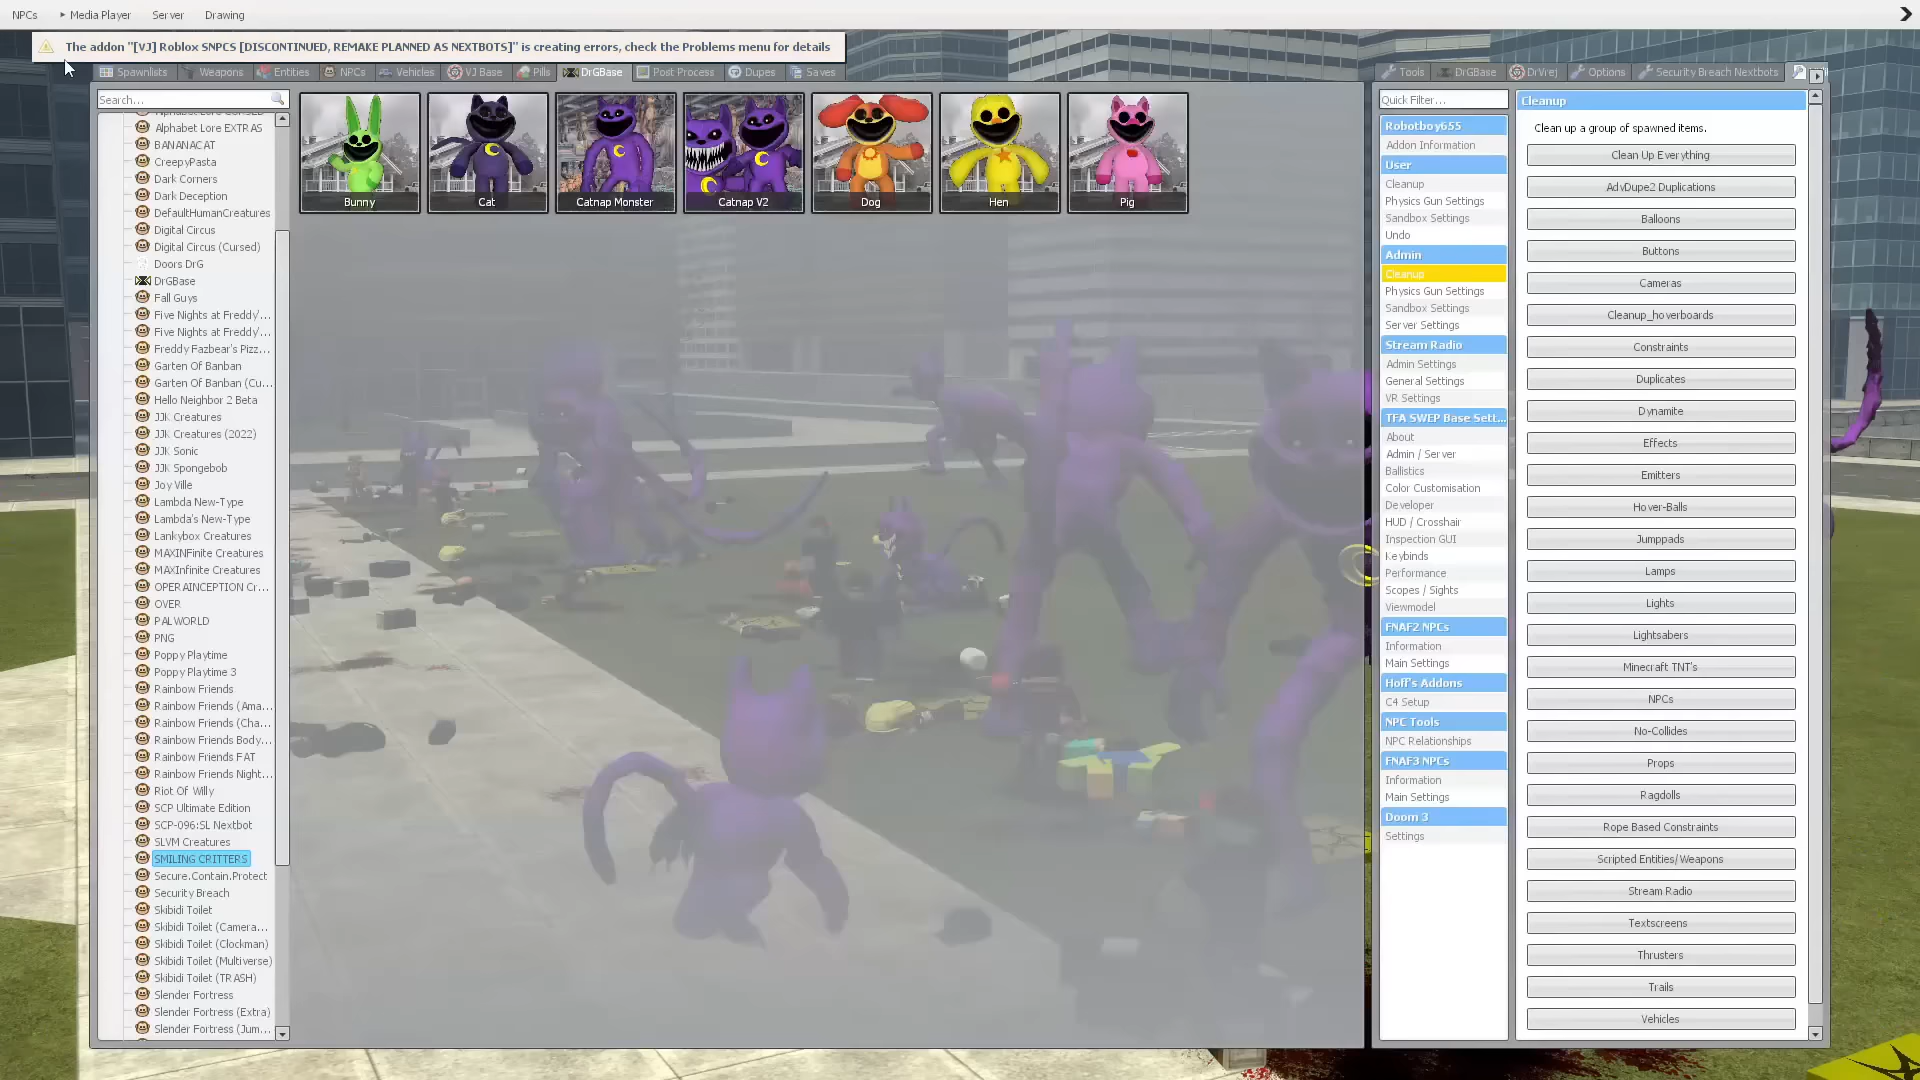 NPCs
Media Player
Server
Drawing
The addon "[VJ] Roblox SNPCS [DISCONTINUED, REMAKE PLANNED AS NEXTBOTS]" is creating errors, check the Problems menu for details
Spawnlists
Weapons
Entities
NPCs
Vehicles
VJ Base
Pills
DrGBase
Post Process
Dupes
Saves
Search...
Alphabet Lore CURSED
Alphabet Lore EXTRAS
BANANACAT
CreepyPasta
Dark Corners
Dark Deception
DefaultHumanCreatures
Digital Circus
Digital Circus (Cursed)
Doors DrG
DrGBase
Fall Guys
Five Nights at Freddy'...
Five Nights at Freddy'...
Freddy Fazbear's Pizz...
Garten Of Banban
Garten Of Banban (Cu...
Hello Neighbor 2 Beta
JJK Creatures
JJK Creatures (2022)
JJK Sonic
JJK Spongebob
Joy Ville
Lambda New-Type
Lambda's New-Type
Lankybox Creatures
MAXINFinite Creatures
MAXInfinite Creatures
OPERAINCEPTION Cr...
OVER
PALWORLD
PNG
Poppy Playtime
Poppy Playtime 3
Rainbow Friends
Rainbow Friends (Ama...
Rainbow Friends (Cha...
Rainbow Friends Body...
Rainbow Friends FAT
Rainbow Friends Night...
Riot Of Willy
SCP Ultimate Edition
SCP-096:SL Nextbot
SLVM Creatures
SMILING CRITTERS
Secure.Contain.Protect
Security Breach
Skibidi Toilet
Skibidi Toilet (Camera...
Skibidi Toilet (Clockman)
Skibidi Toilet (Multiverse)
Skibidi Toilet (TRASH)
Slender Fortress
Slender Fortress (Extra)
Slender Fortress (Jum...
Bunny
Cat
Catnap Monster
Catnap V2
Dog
Hen
Pig
Tools
DrGBase
DrVrej
Options
Security Breach Nextbots
Quick Filter...
Robotboy655
Addon Information
User
Cleanup
Physics Gun Settings
Sandbox Settings
Undo
Admin
Cleanup
Physics Gun Settings
Sandbox Settings
Server Settings
Stream Radio
Admin Settings
General Settings
VR Settings
TFA SWEP Base Sett...
About
Admin / Server
Ballistics
Color Customisation
Developer
HUD / Crosshair
Inspection GUI
Keybinds
Performance
Scopes / Sights
Viewmodel
FNAF2 NPCs
Information
Main Settings
Hoff's Addons
C4 Setup
NPC Tools
NPC Relationships
FNAF3 NPCs
Information
Main Settings
Doom 3
Settings
Cleanup
Clean up a group of spawned items.
Clean Up Everything
AdvDupe2 Duplications
Balloons
Buttons
Cameras
Cleanup_hoverboards
Constraints
Duplicates
Dynamite
Effects
Emitters
Hover-Balls
Jumppads
Lamps
Lights
Lightsabers
Minecraft TNT's
NPCs
No-Collides
Props
Ragdolls
Rope Based Constraints
Scripted Entities/Weapons
Stream Radio
Textscreens
Thrusters
Trails
Vehicles